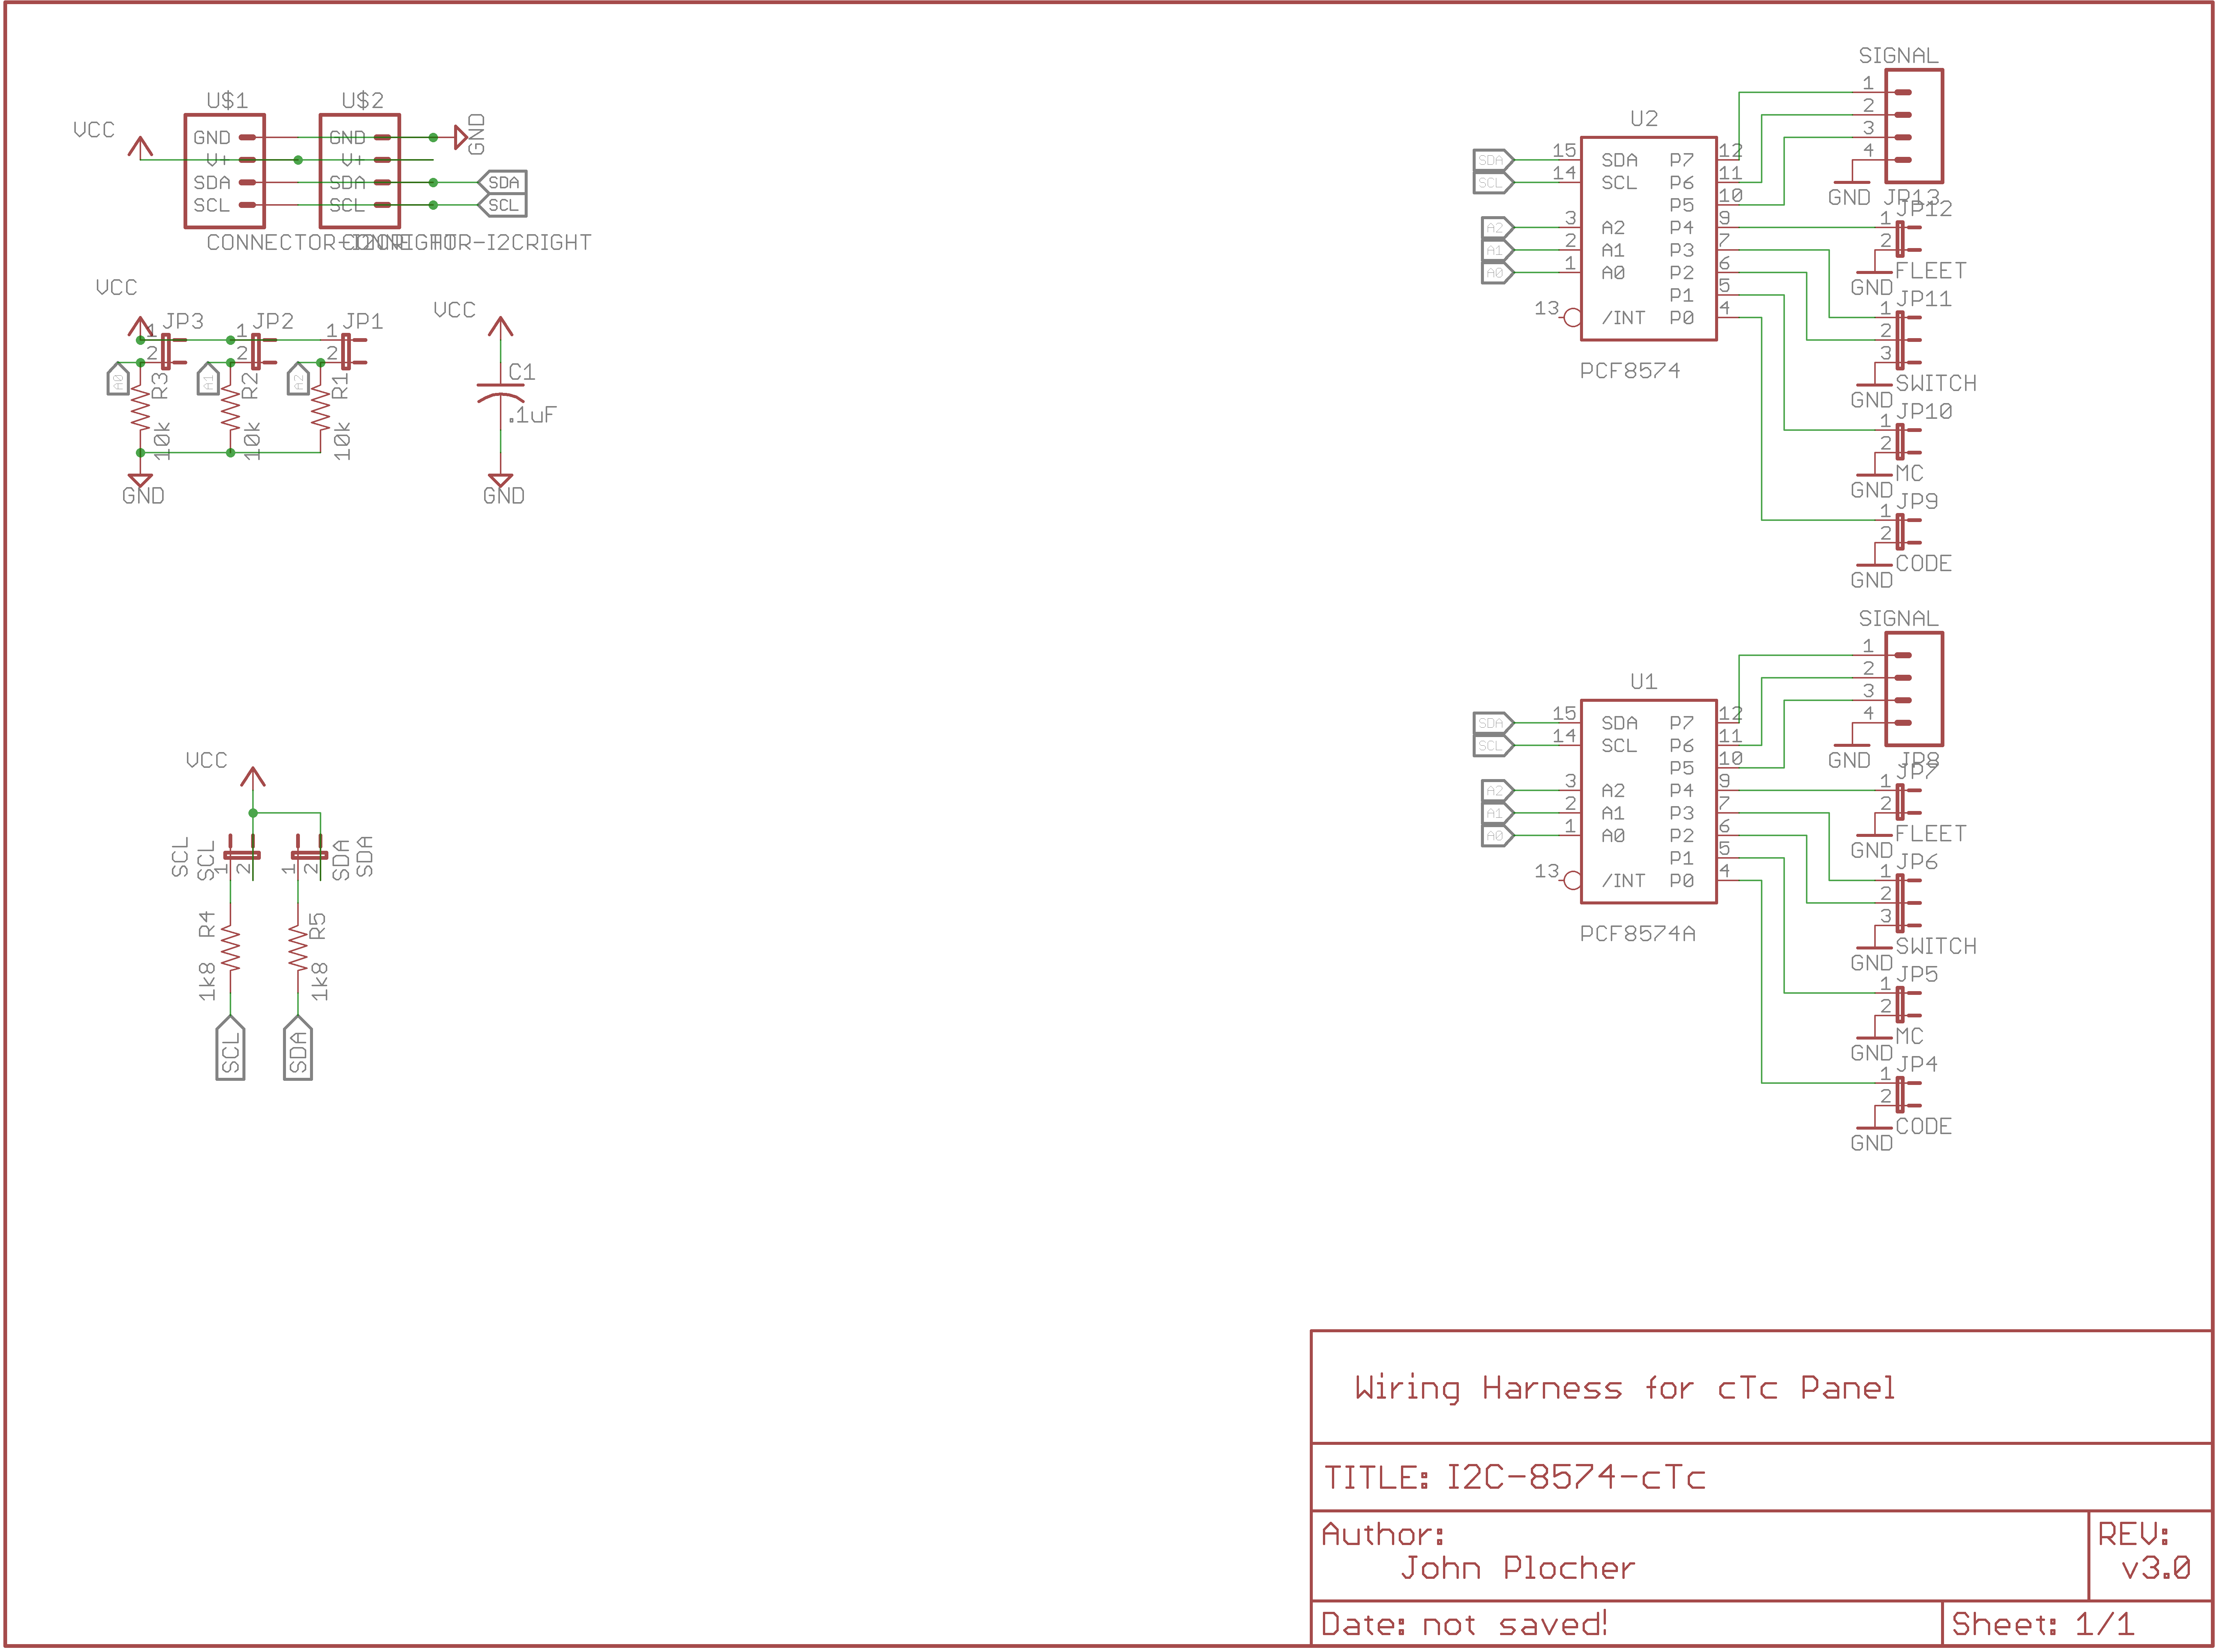 U$1
GND
V+
SDA
SCL
CONNECTOR-I2CRIGHT
U$2
GND
V+
SDA
SCL
CONNECTOR-I2CRIGHT
VCC
GND
SDA
SCL
VCC
1 JP3
2
A0
R3
10k
1 JP2
2
A1
R2
10k
1 JP1
2
A2
R1
10k
GND
VCC
C1
.1uF
GND
VCC
SCL
SCL
1
2
1
2
SDA
SDA
R4
1k8
R5
1k8
SCL
SDA
U2
SDA 15 SDA P7 12
SCL 14 SCL P6 11
P5 10
A2 3 A2 P4 9
A1 2 A1 P3 7
A0 1 A0 P2 6
P1 5
13 /INT P0 4
PCF8574
SIGNAL
1
2
3
4
GND JP13
JP12
1
2
FLEET
GND
JP11
1
2
3
SWITCH
GND
JP10
1
2
MC
GND
JP9
1
2
CODE
GND
U1
SDA 15 SDA P7 12
SCL 14 SCL P6 11
P5 10
A2 3 A2 P4 9
A1 2 A1 P3 7
A0 1 A0 P2 6
P1 5
13 /INT P0 4
PCF8574A
SIGNAL
1
2
3
4
GND JP8
JP7
1
2
FLEET
GND
JP6
1
2
3
SWITCH
GND
JP5
1
2
MC
GND
JP4
1
2
CODE
GND
Wiring Harness for cTc Panel
TITLE: I2C-8574-cTc
Author:
John Plocher
REV:
v3.0
Date: not saved!
Sheet: 1/1